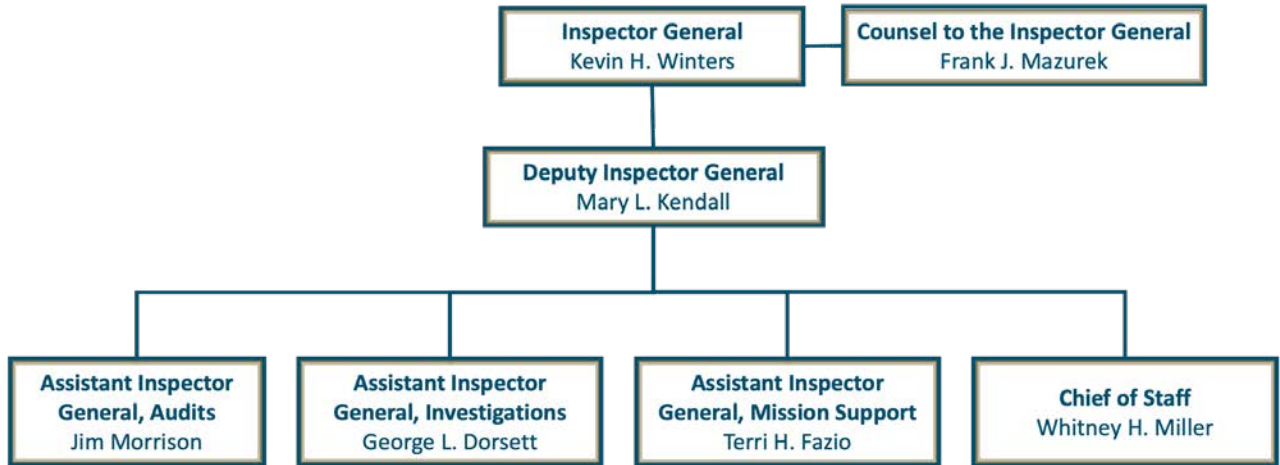 Inspector General
Kevin H. Winters
Counsel to the Inspector General
Frank J. Mazurek
Deputy Inspector General
Mary L. Kendall
Assistant Inspector
General, Audits
Jim Morrison
Assistant Inspector
General, Investigations
George L. Dorsett
Assistant Inspector
General, Mission Support
Terri H. Fazio
Chief of Staff
Whitney H. Miller